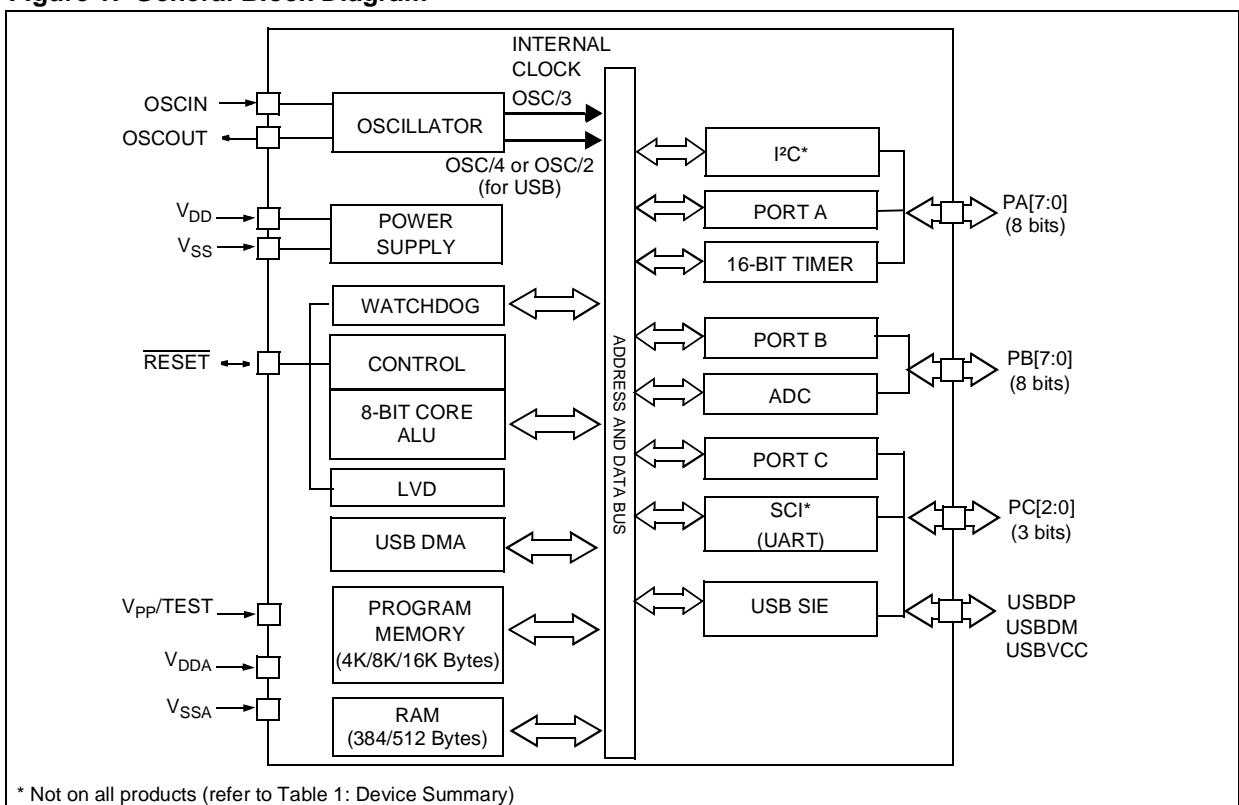 INTERNAL
CLOCK
OSCIN
OSCOUT
OSCILLATOR
OSC/3
OSC/4 or OSC/2
(for USB)
VDD
VSS
POWER
SUPPLY
WATCHDOG
RESET
CONTROL
8-BIT CORE
ALU
LVD
USB DMA
VPP/TEST
VDDA
VSSA
PROGRAM
MEMORY
(4K/8K/16K Bytes)
RAM
(384/512 Bytes)
ADDRESS AND DATA BUS
I²C*
PORT A
16-BIT TIMER
PA[7:0]
(8 bits)
PORT B
ADC
PB[7:0]
(8 bits)
PORT C
SCI*
(UART)
PC[2:0]
(3 bits)
USB SIE
USBDP
USBDM
USBVCC
* Not on all products (refer to Table 1: Device Summary)